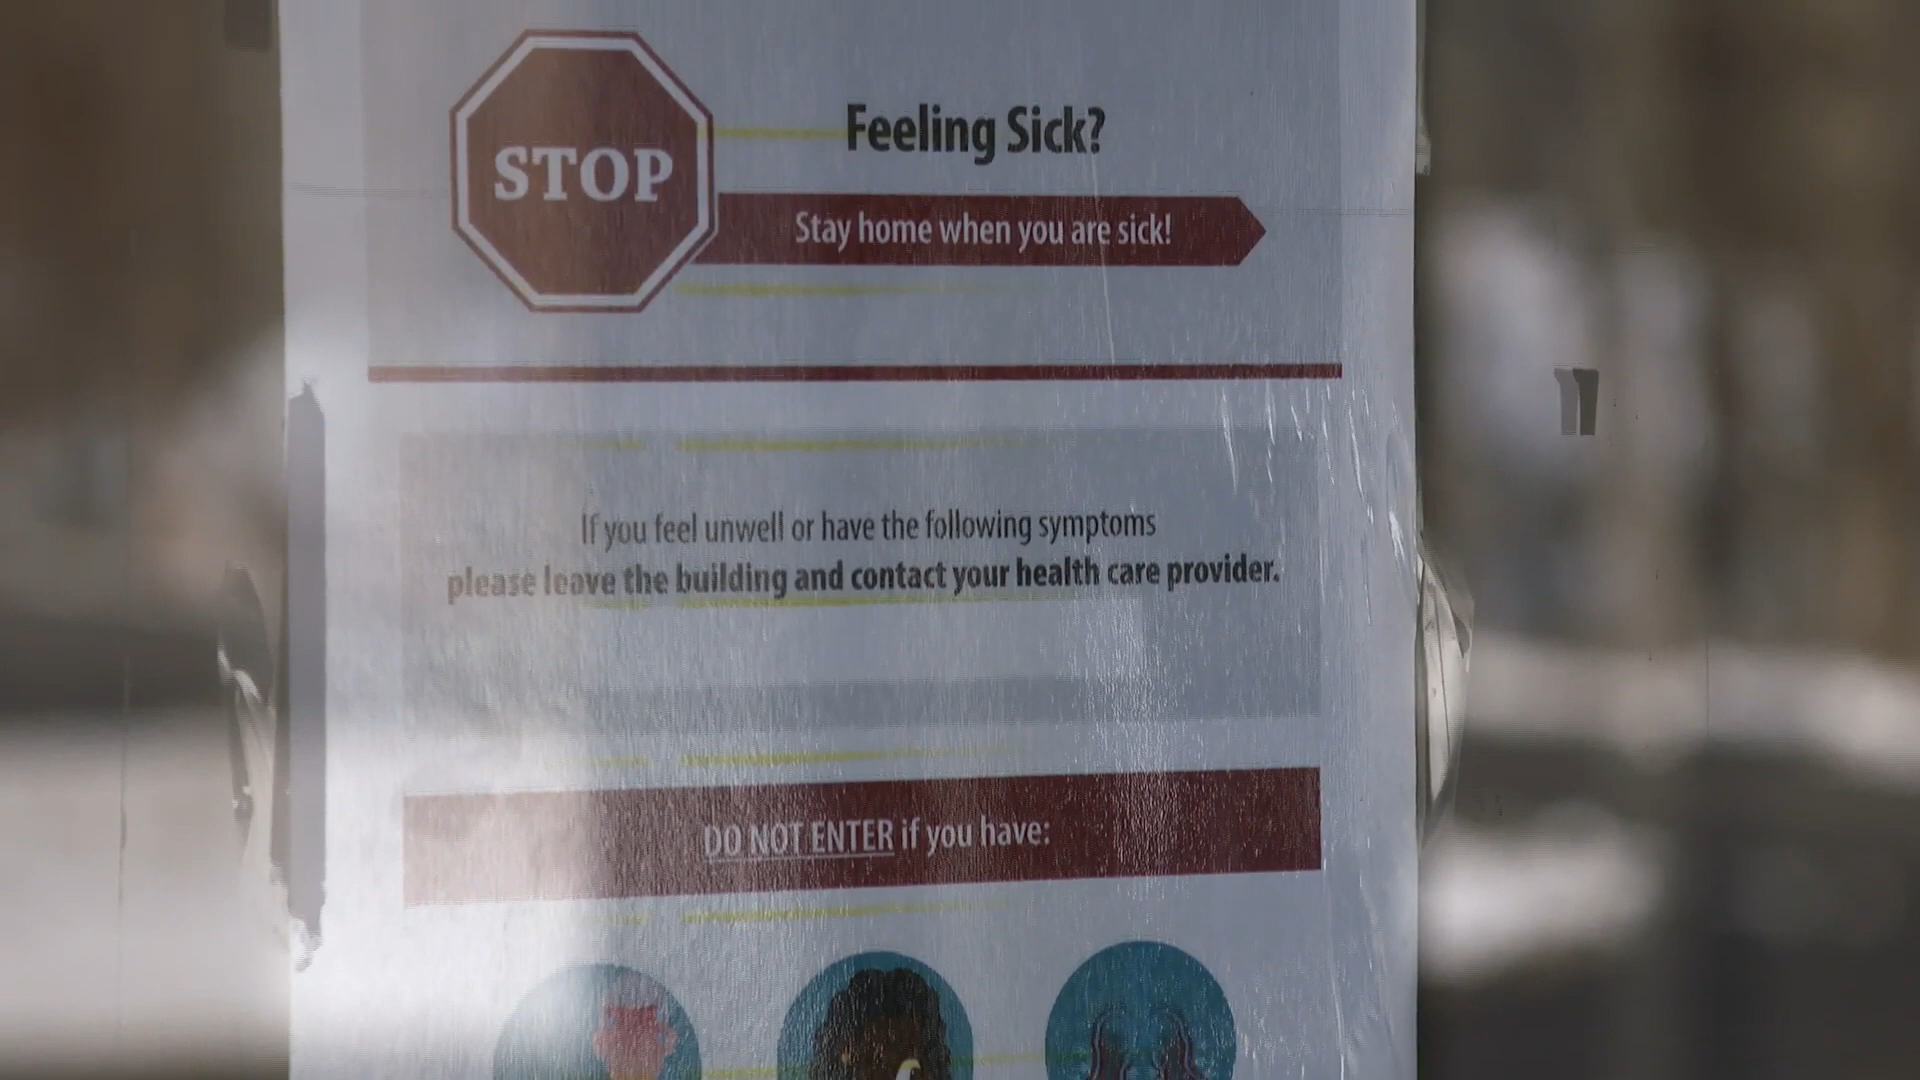 STOP
Feeling Sick?
Stay home when you are sick!
If you feel unwell or have the following symptoms
please leave the building and contact your health care provider.
DO NOT ENTER if you have: